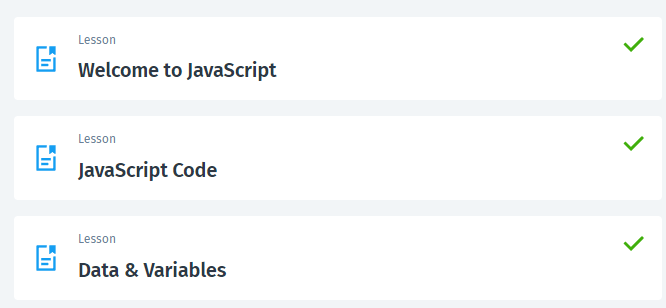 Lesson
Welcome to JavaScript
Lesson
JavaScript Code
Lesson
Data & Variables